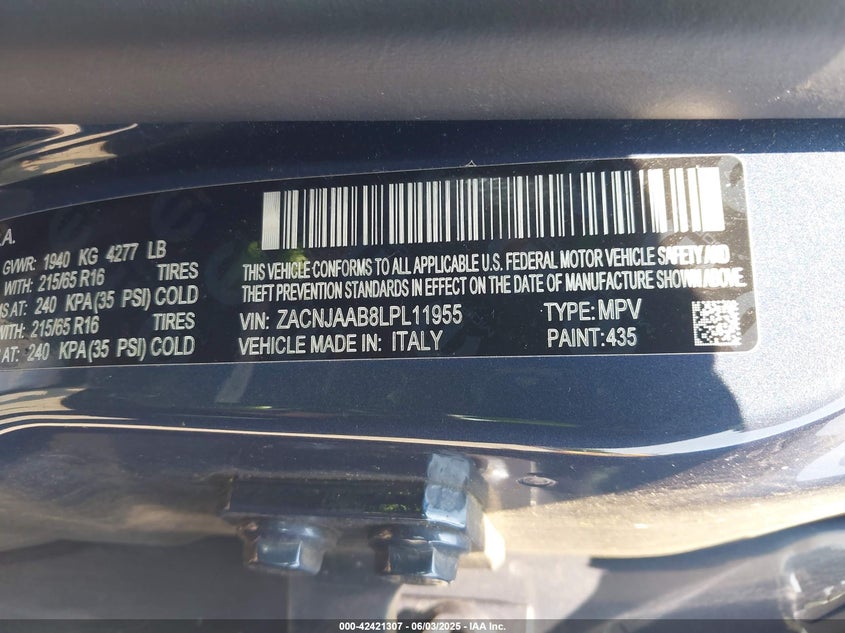 .A.
GVWR: 1940 KG 4277 LB
WITH: 215/65 R16 TIRES
S AT: 240 KPA(35 PSI) COLD
WITH: 215/65 R16 TIRES
AT: 240 KPA(35 PSI) COLD
THIS VEHICLE CONFORMS TO ALL APPLICABLE U.S. FEDERAL MOTOR VEHICLE SAFETY AND
THEFT PREVENTION STANDARDS IN EFFECT ON THE DATE OF MANUFACTURE SHOWN ABOVE
VIN: ZACNJAAB8LPL11955 TYPE: MPV
VEHICLE MADE IN: ITALY PAINT: 435
000-42421307 - 06/03/2025 - IAA Inc.